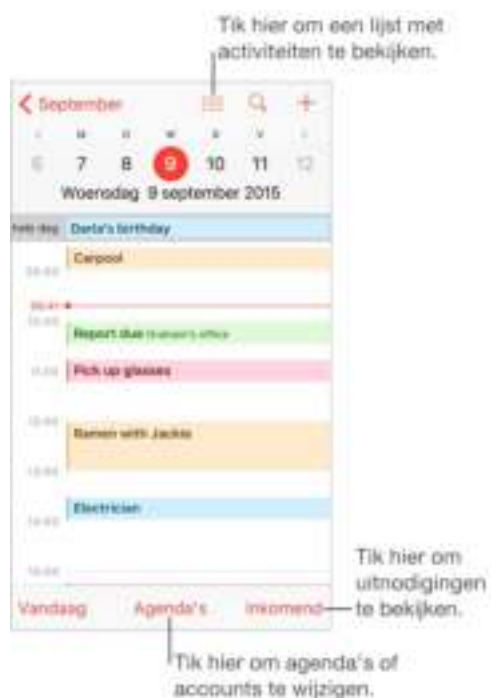 Tik hier om een lijst met
activiteiten te bekijken.
September
M D W D V
6 7 8 9 10 11 12
Woensdag 9 september 2015
Daria's birthday
Carpool
Report due
Pick up glasses
Ramen with Jackie
Electrician
Tik hier om
uitnodigingen
te bekijken.
Vandaag Agenda's Inkomend
Tik hier om agenda's of
accounts te wijzigen.